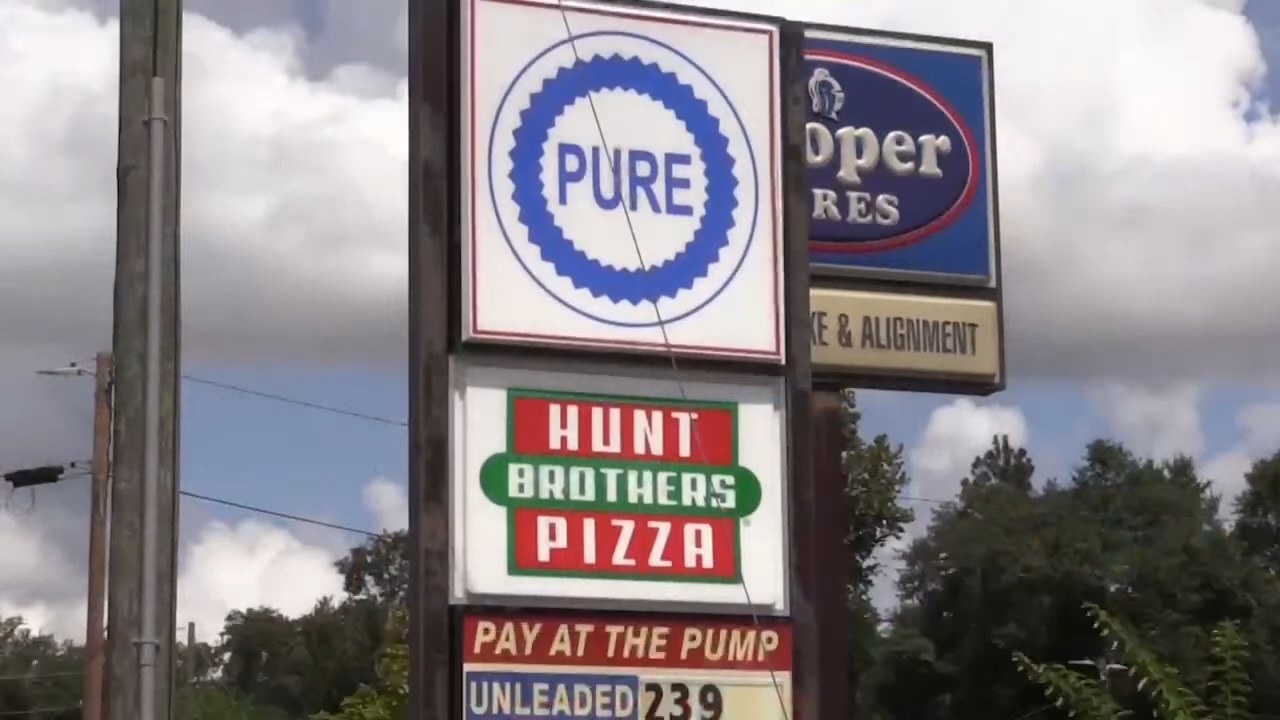 PURE
oper
RES
KE & ALIGNMENT
HUNT
BROTHERS
PIZZA
PAY AT THE PUMP
UNLEADED 239